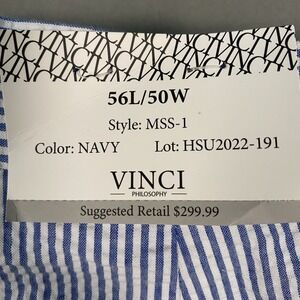 56L/50W
Style: MSS-1
Color: NAVY Lot: HSU2022-191
VINCI
PHILOSOPHY
Suggested Retail $299.99